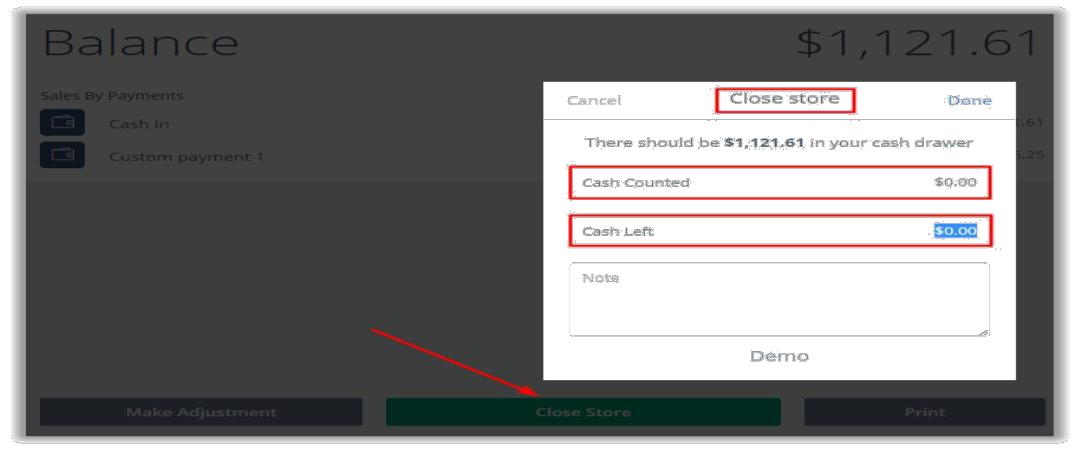 Balance $1,121.61
Sales By Payments
Cash In
.61
Custom payment 1
.25
Cancel Close store Done
There should be $1,121.61 in your cash drawer
Cash Counted $0.00
Cash Left $0.00
Note
Demo
Make Adjustment Close Store Print